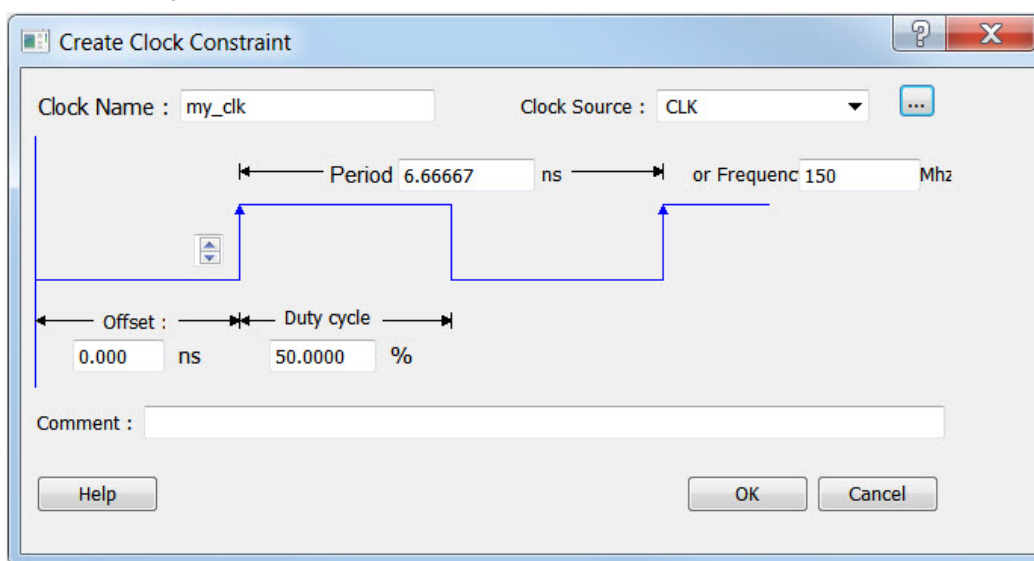 Create Clock Constraint
Clock Name : my_clk Clock Source : CLK ...
Period 6.66667 ns or Frequenc 150 Mhz
Offset : Duty cycle
0.000 ns 50.0000 %
Comment :
Help OK Cancel